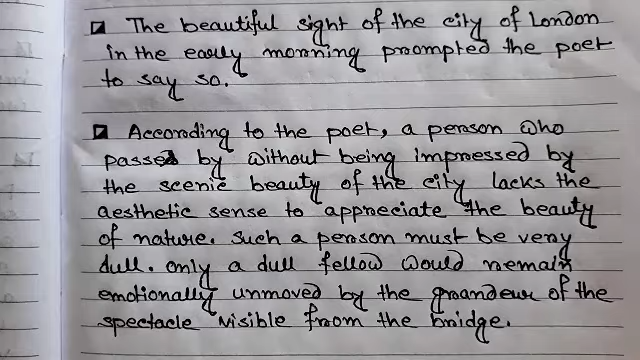 The beautiful sight of the city of London
in the early morning prompted the poet
to say so.
According to the poet, a person who
passes by without being impressed by
the scenic beauty of the city lacks the
aesthetic sense to appreciate the beauty
of nature. Such a person must be very
dull. only a dull fellow would remain
emotionally unmoved by the grandeur of the
spectacle visible from the bridge.